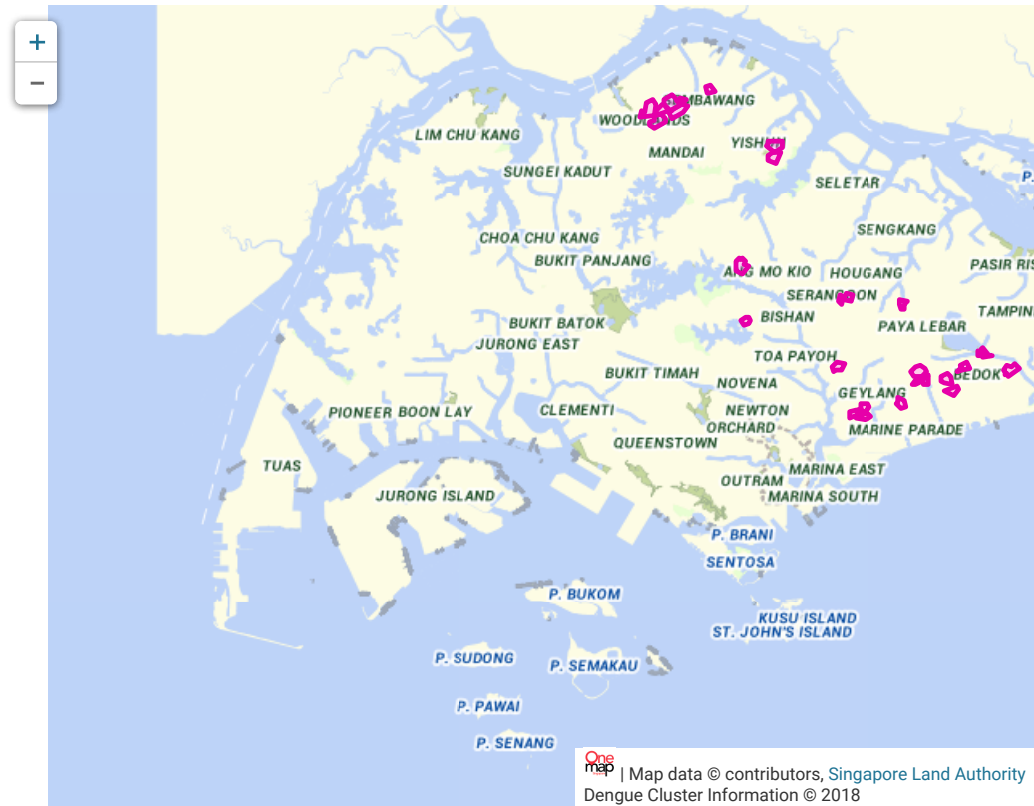 +
−
SEMBAWANG
WOODLANDS
LIM CHU KANG
YISHUN
MANDAI
SUNGEI KADUT
SELETAR
P.
SENGKANG
CHOA CHU KANG
BUKIT PANJANG
ANG MO KIO
HOUGANG
PASIR RIS
SERANGOON
TAMPIN
BISHAN
BUKIT BATOK
PAYA LEBAR
JURONG EAST
TOA PAYOH
BUKIT TIMAH
BEDOK
NOVENA
GEYLANG
PIONEER
BOON LAY
CLEMENTI
NEWTON
ORCHARD
MARINE PARADE
QUEENSTOWN
TUAS
MARINA EAST
OUTRAM
JURONG ISLAND
MARINA SOUTH
P. BRANI
SENTOSA
P. BUKOM
KUSU ISLAND
ST. JOHN'S ISLAND
P. SUDONG
P. SEMAKAU
P. PAWAI
P. SENANG
One
map
| Map data © contributors, Singapore Land Authority
Dengue Cluster Information © 2018